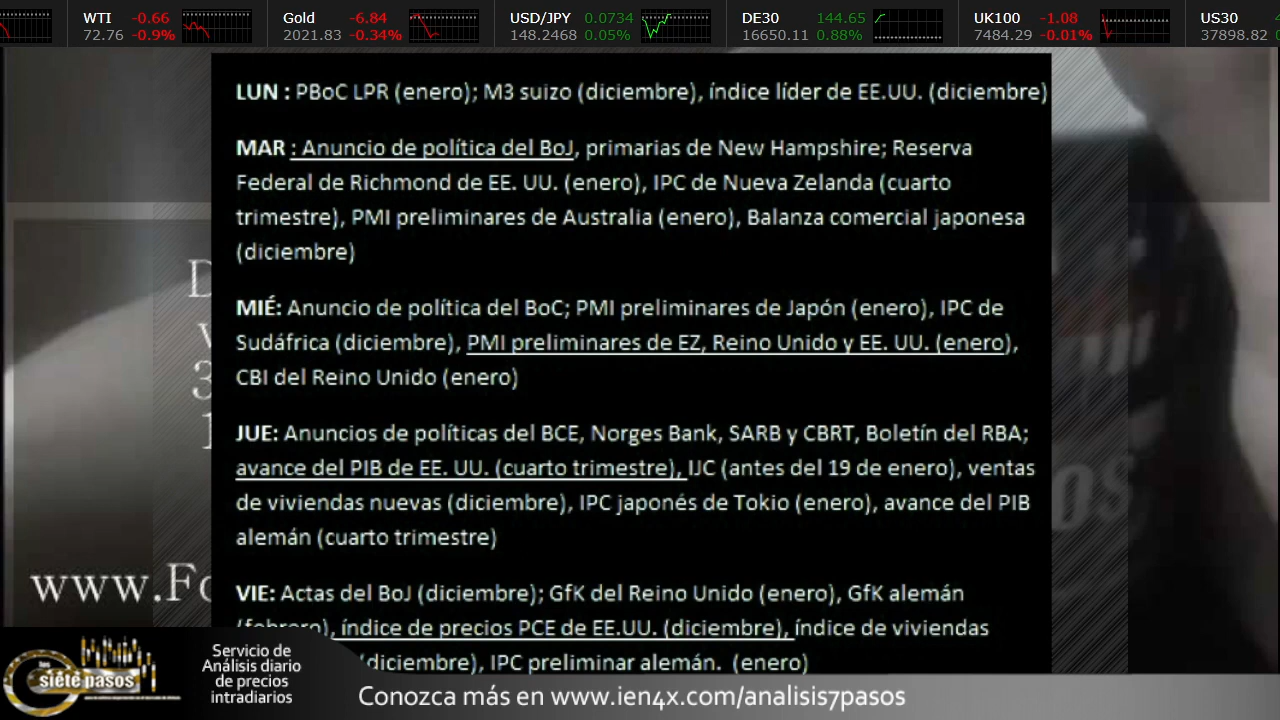 WTI -0.66 Gold -6.84 USD/JPY 0.0734 DE30 144.65 UK100 -1.08 US30
72.76 -0.9% 2021.83 -0.34% 148.2468 0.05% 16650.11 0.88% 7484.29 -0.01% 37898.82
LUN : PBoC LPR (enero); M3 suizo (diciembre), índice líder de EE.UU. (diciembre)
MAR : Anuncio de política del BoJ, primarias de New Hampshire; Reserva
Federal de Richmond de EE. UU. (enero), IPC de Nueva Zelanda (cuarto
trimestre), PMI preliminares de Australia (enero), Balanza comercial japonesa
(diciembre)
MIÉ: Anuncio de política del BoC; PMI preliminares de Japón (enero), IPC de
Sudáfrica (diciembre), PMI preliminares de EZ, Reino Unido y EE. UU. (enero),
CBI del Reino Unido (enero)
JUE: Anuncios de políticas del BCE, Norges Bank, SARB y CBRT, Boletín del RBA;
avance del PIB de EE. UU. (cuarto trimestre), IJC (antes del 19 de enero), ventas
de viviendas nuevas (diciembre), IPC japonés de Tokio (enero), avance del PIB
alemán (cuarto trimestre)
VIE: Actas del BoJ (diciembre); GfK del Reino Unido (enero), GfK alemán
(febrero), índice de precios PCE de EE.UU. (diciembre), índice de viviendas
(diciembre), IPC preliminar alemán. (enero)
www.Fo
los
siete pasos
Servicio de
Análisis diario
de precios
intradiarios
Conozca más en www.ien4x.com/analisis7pasos